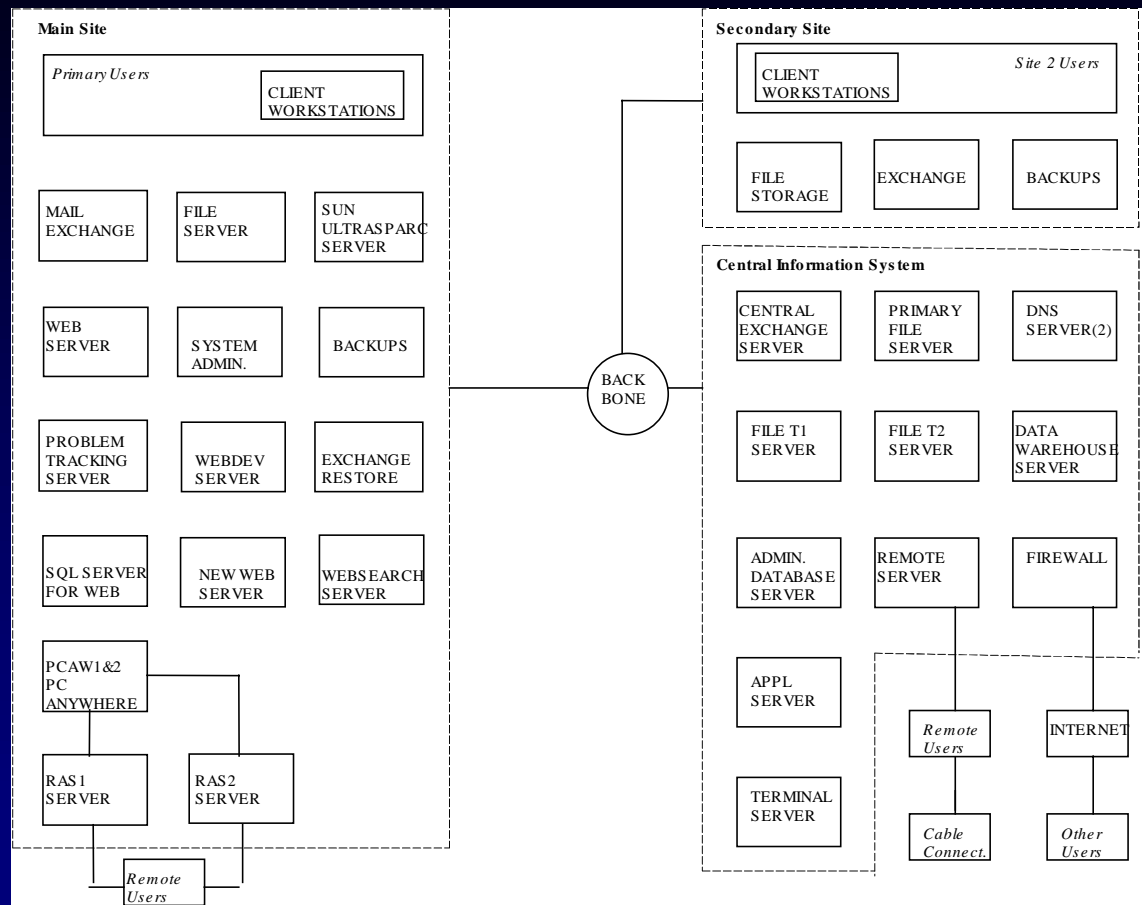 Main Site
Primary Users
CLIENT
WORKSTATIONS
MAIL
EXCHANGE
FILE
SERVER
SUN
ULTRASPARC
SERVER
WEB
SERVER
SYSTEM
ADMIN.
BACKUPS
PROBLEM
TRACKING
SERVER
WEBDEV
SERVER
EXCHANGE
RESTORE
SQL SERVER
FOR WEB
NEW WEB
SERVER
WEBSEARCH
SERVER
PCAW1&2
PC
ANYWHERE
RAS1
SERVER
RAS2
SERVER
Remote
Users
BACK
BONE
Secondary Site
CLIENT
WORKSTATIONS
Site 2 Users
FILE
STORAGE
EXCHANGE
BACKUPS
Central Information System
CENTRAL
EXCHANGE
SERVER
PRIMARY
FILE
SERVER
DNS
SERVER(2)
FILE T1
SERVER
FILE T2
SERVER
DATA
WAREHOUSE
SERVER
ADMIN.
DATABASE
SERVER
REMOTE
SERVER
FIREWALL
APPL
SERVER
Remote
Users
INTERNET
TERMINAL
SERVER
Cable
Connect.
Other
Users